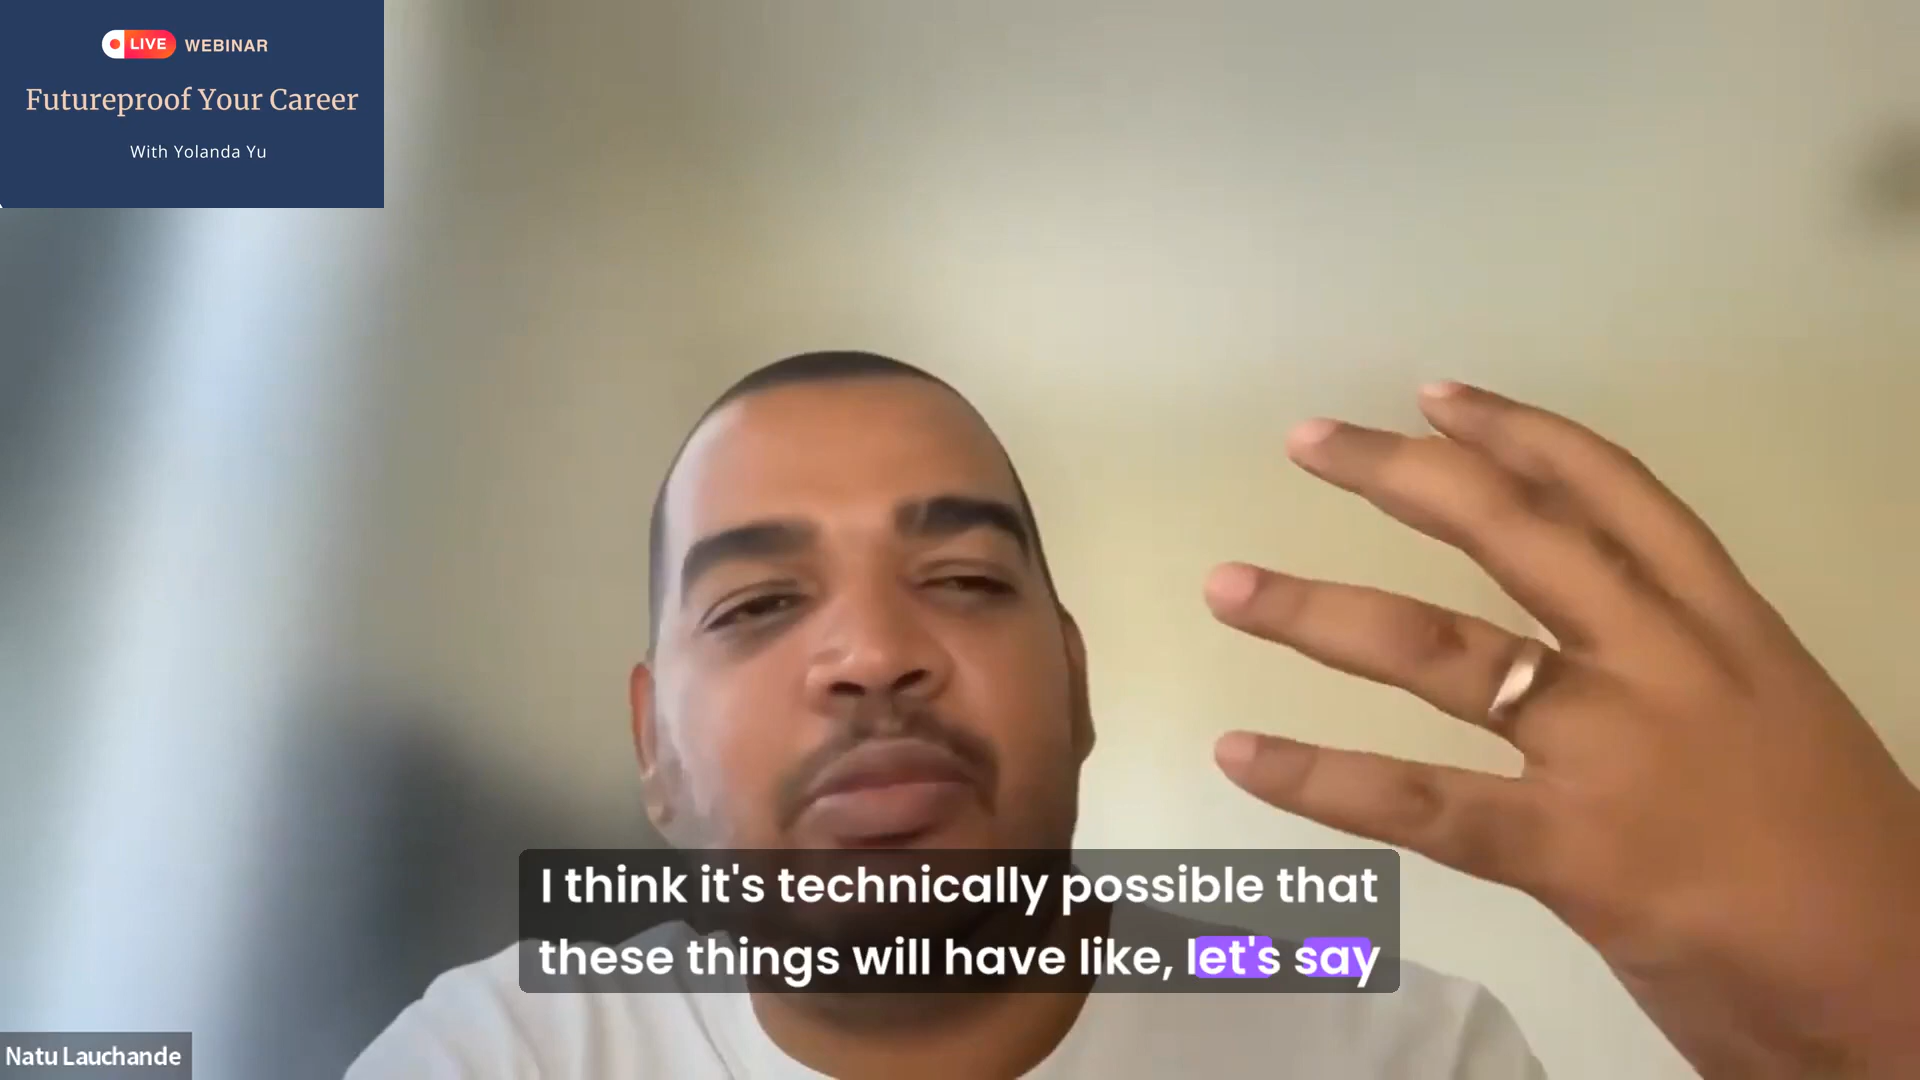 LIVE WEBINAR
Futureproof Your Career
With Yolanda Yu
I think it's technically possible that
these things will have like, let's say
Natu Lauchande